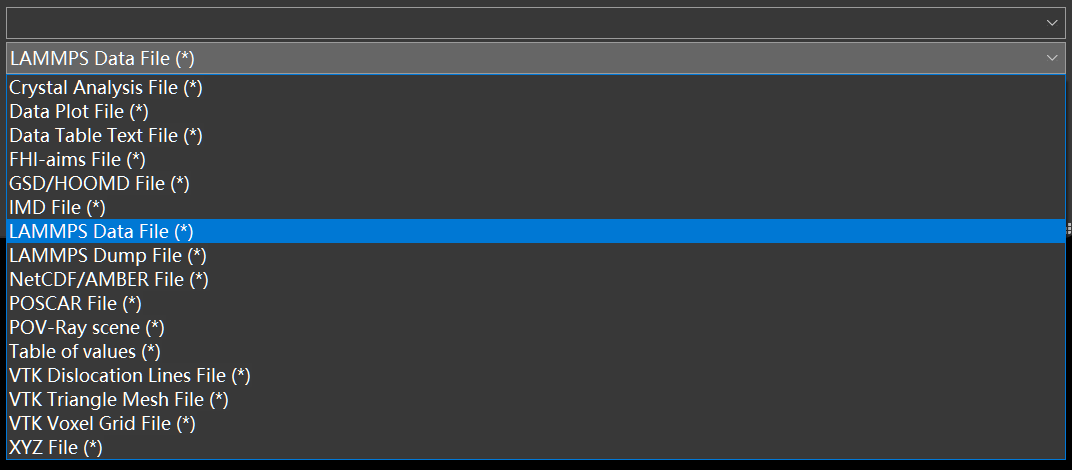 LAMMPS Data File (*)
Crystal Analysis File (*)
Data Plot File (*)
Data Table Text File (*)
FHI-aims File (*)
GSD/HOOMD File (*)
IMD File (*)
LAMMPS Data File (*)
LAMMPS Dump File (*)
NetCDF/AMBER File (*)
POSCAR File (*)
POV-Ray scene (*)
Table of values (*)
VTK Dislocation Lines File (*)
VTK Triangle Mesh File (*)
VTK Voxel Grid File (*)
XYZ File (*)